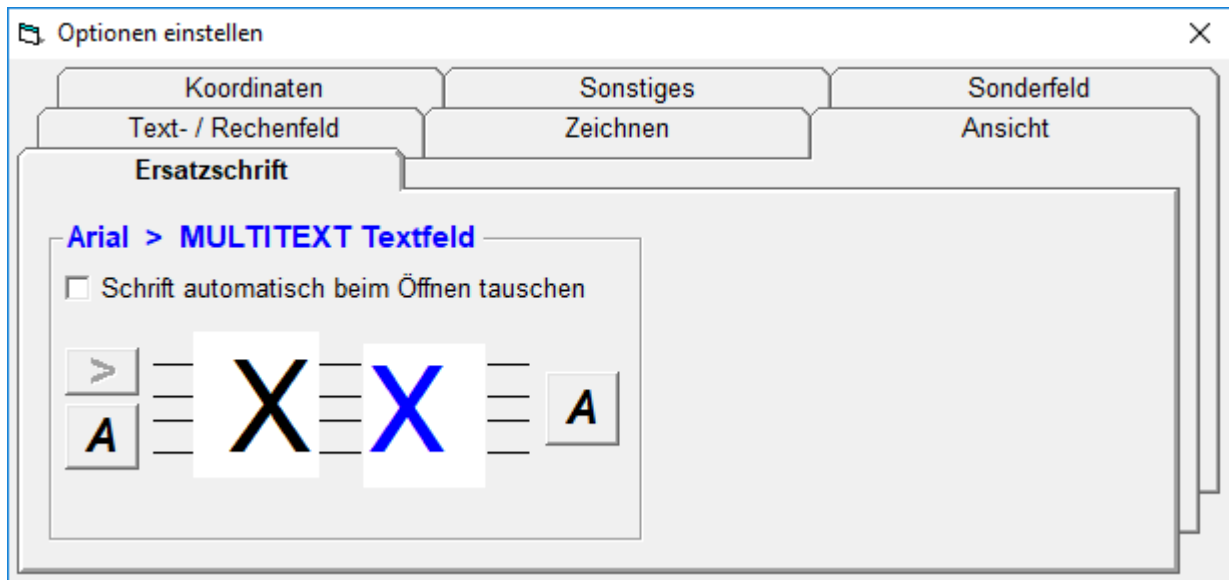 Optionen einstellen
Koordinaten Sonstiges Sonderfeld
Text- / Rechenfeld Zeichnen Ansicht
Ersatzschrift
Arial > MULTITEXT Textfeld
Schrift automatisch beim Öffnen tauschen
>
X X
A A